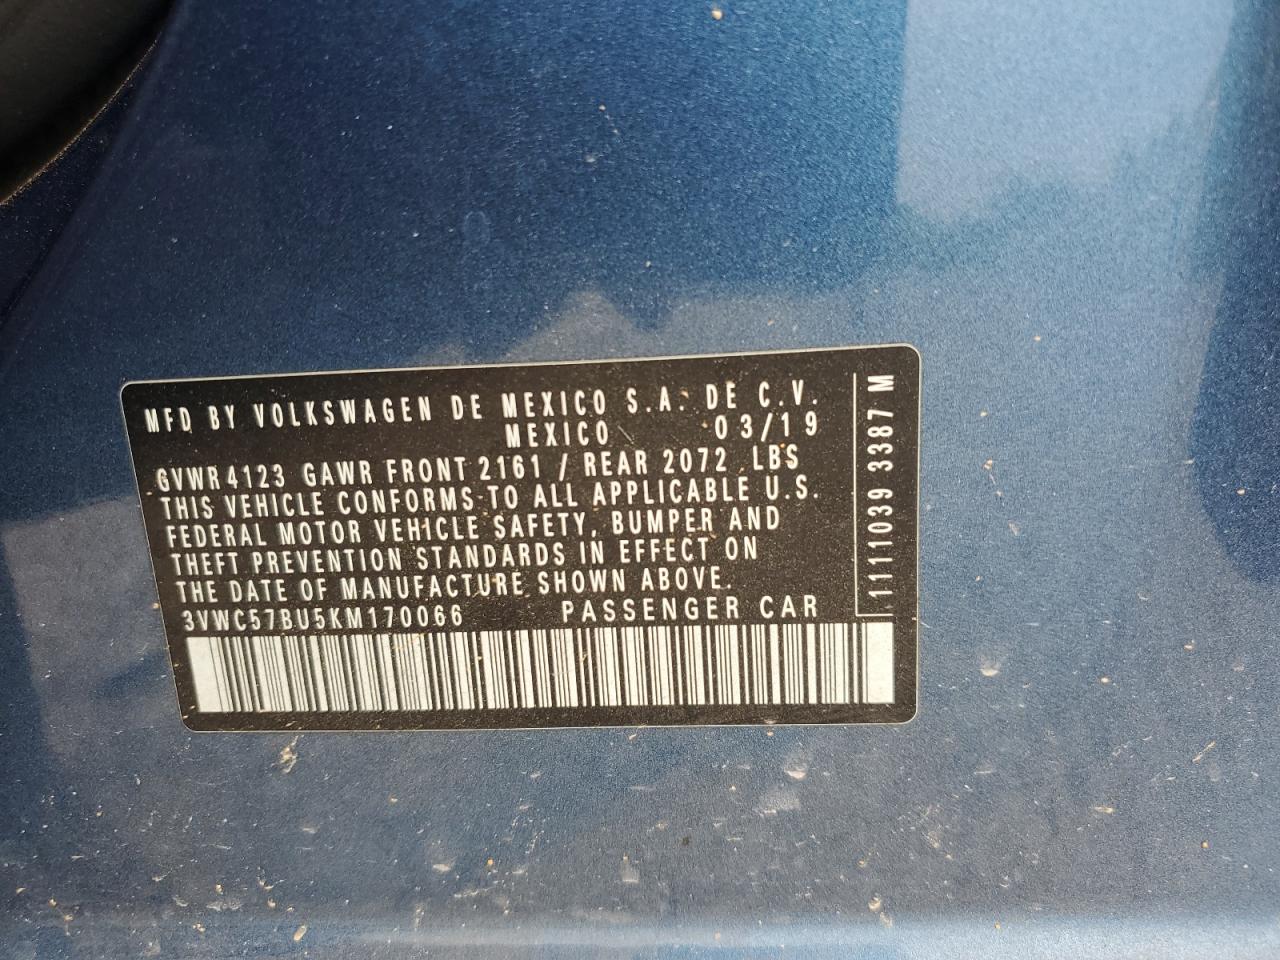 MFD BY VOLKSWAGEN DE MEXICO S.A. DE C.V.
MEXICO 03/19
GVWR 4123 GAWR FRONT 2161 / REAR 2072 LBS
THIS VEHICLE CONFORMS TO ALL APPLICABLE U.S.
FEDERAL MOTOR VEHICLE SAFETY, BUMPER AND
THEFT PREVENTION STANDARDS IN EFFECT ON
THE DATE OF MANUFACTURE SHOWN ABOVE.
3VWC57BU5KM170066 PASSENGER CAR
1111039 3387 M